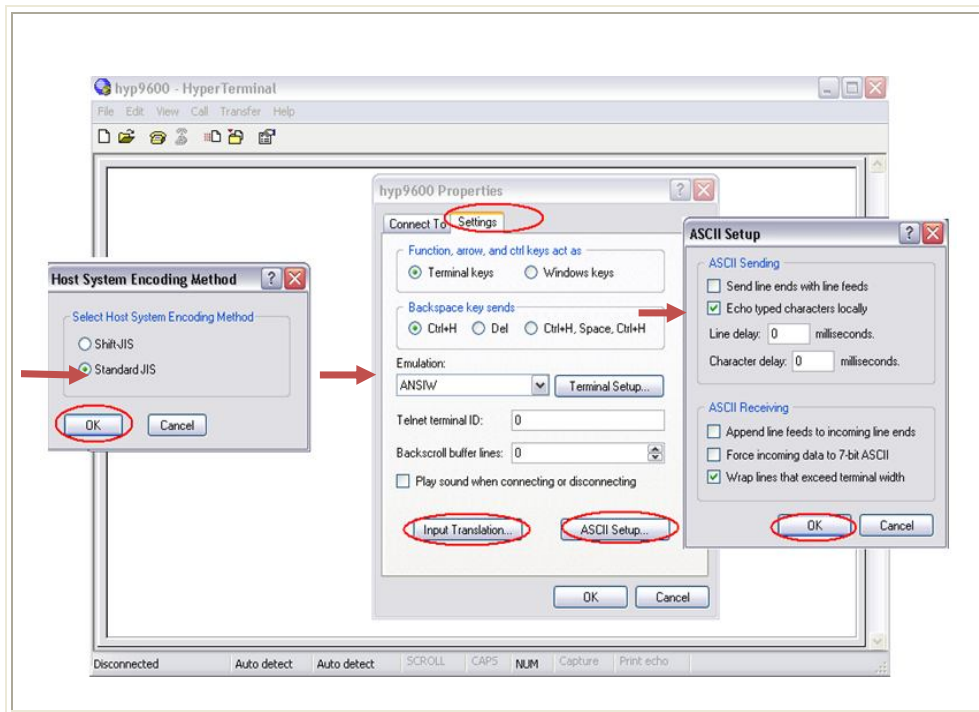 hyp9600 - HyperTerminal
File Edit View Call Transfer Help
hyp9600 Properties
Connect To Settings
Function, arrow, and ctrl keys act as
Terminal keys Windows keys
Backspace key sends
Ctrl+H Del Ctrl+H, Space, Ctrl+H
Emulation:
ANSIW Terminal Setup...
Telnet terminal ID: 0
Backscroll buffer lines: 0
Play sound when connecting or disconnecting
Input Translation... ASCII Setup...
OK Cancel
Host System Encoding Method
Select Host System Encoding Method
Shift-JIS
Standard JIS
OK Cancel
ASCII Setup
ASCII Sending
Send line ends with line feeds
Echo typed characters locally
Line delay: 0 milliseconds.
Character delay: 0 milliseconds.
ASCII Receiving
Append line feeds to incoming line ends
Force incoming data to 7-bit ASCII
Wrap lines that exceed terminal width
OK Cancel
Disconnected Auto detect Auto detect SCROLL CAPS NUM Capture Print echo